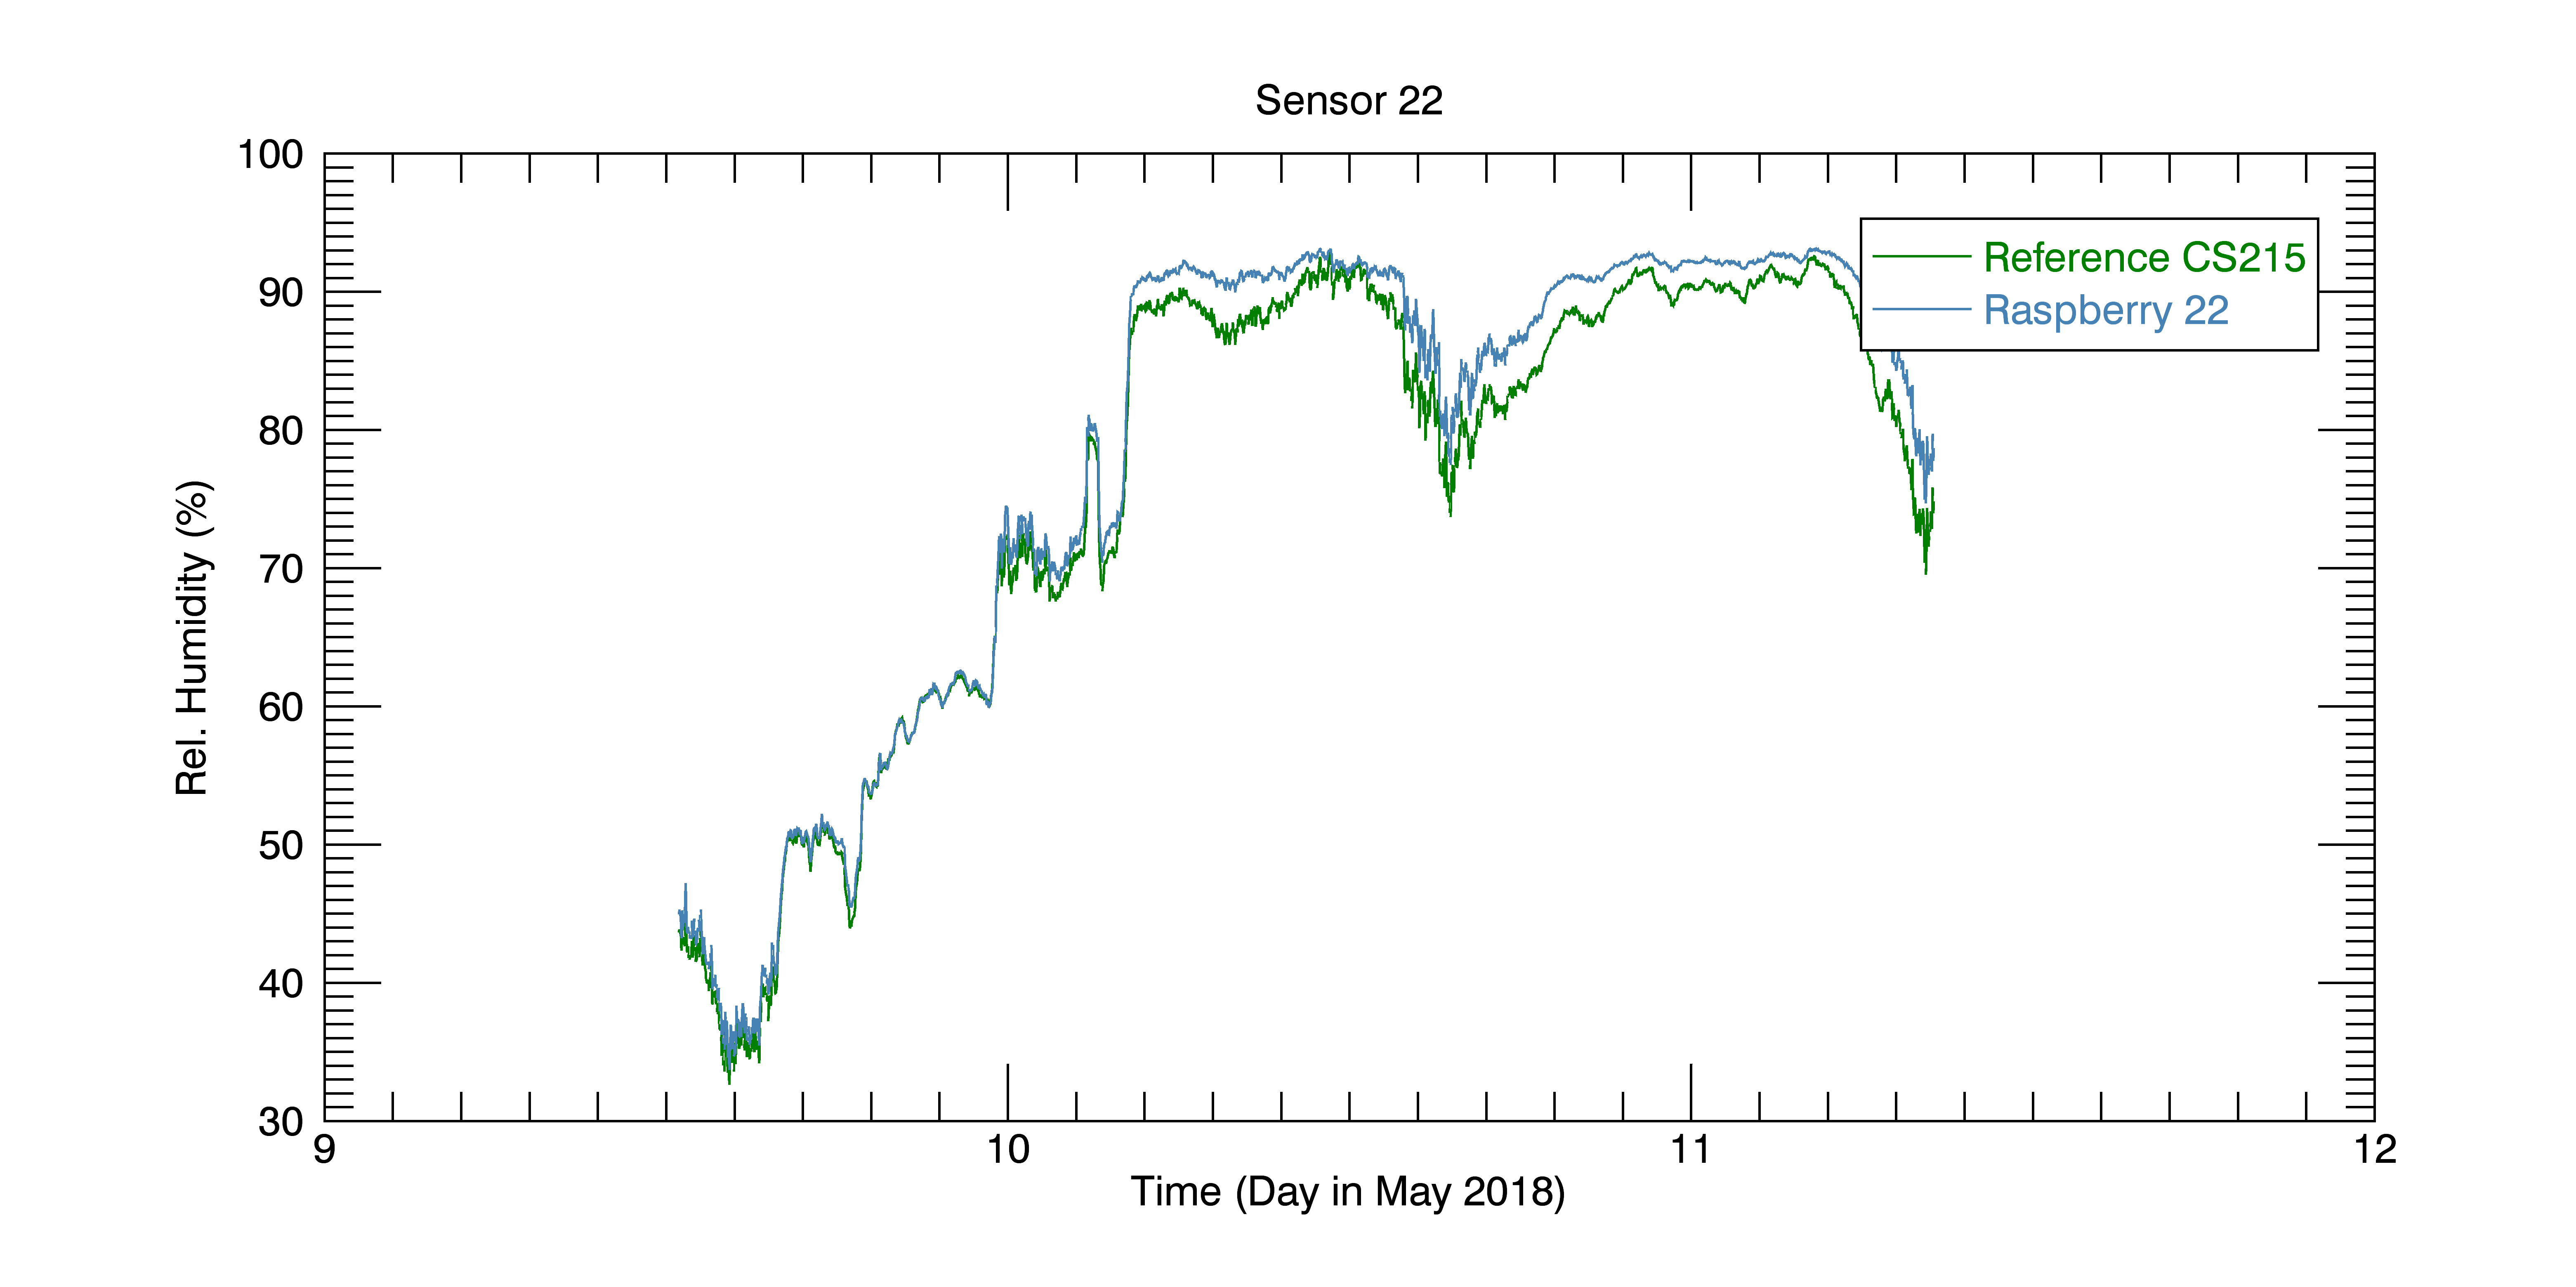 Sensor 22
100
90
80
70
60
50
40
30
Rel. Humidity (%)
Reference CS215
Raspberry 22
9 10 11 12
Time (Day in May 2018)